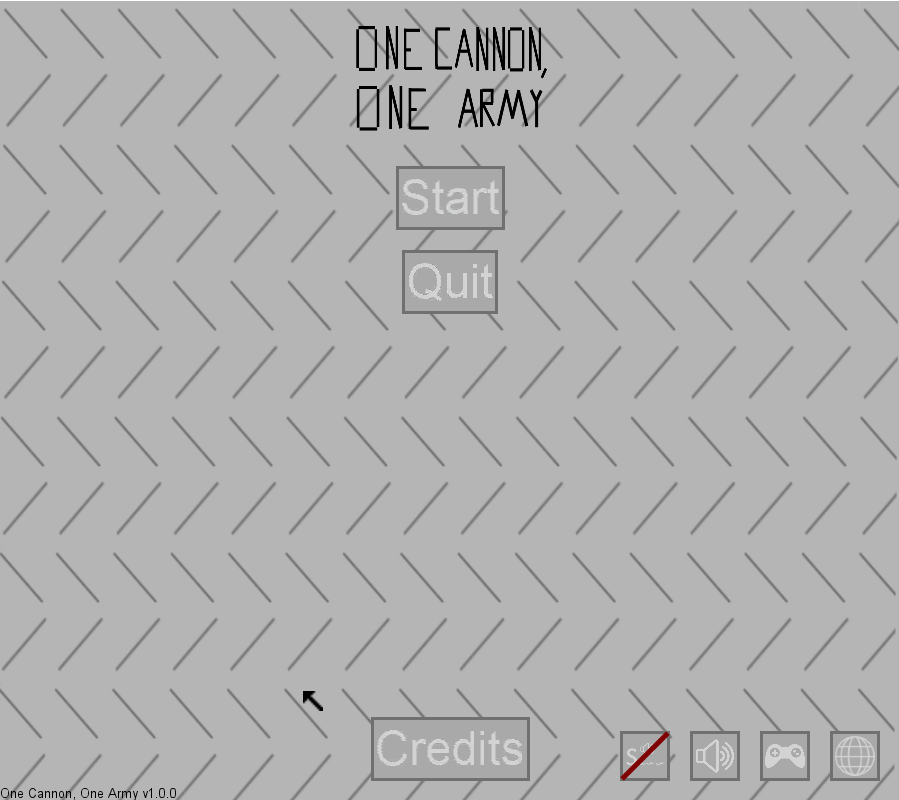 ONE CANNON,
ONE ARMY
Start
Quit
Credits
One Cannon, One Army v1.0.0